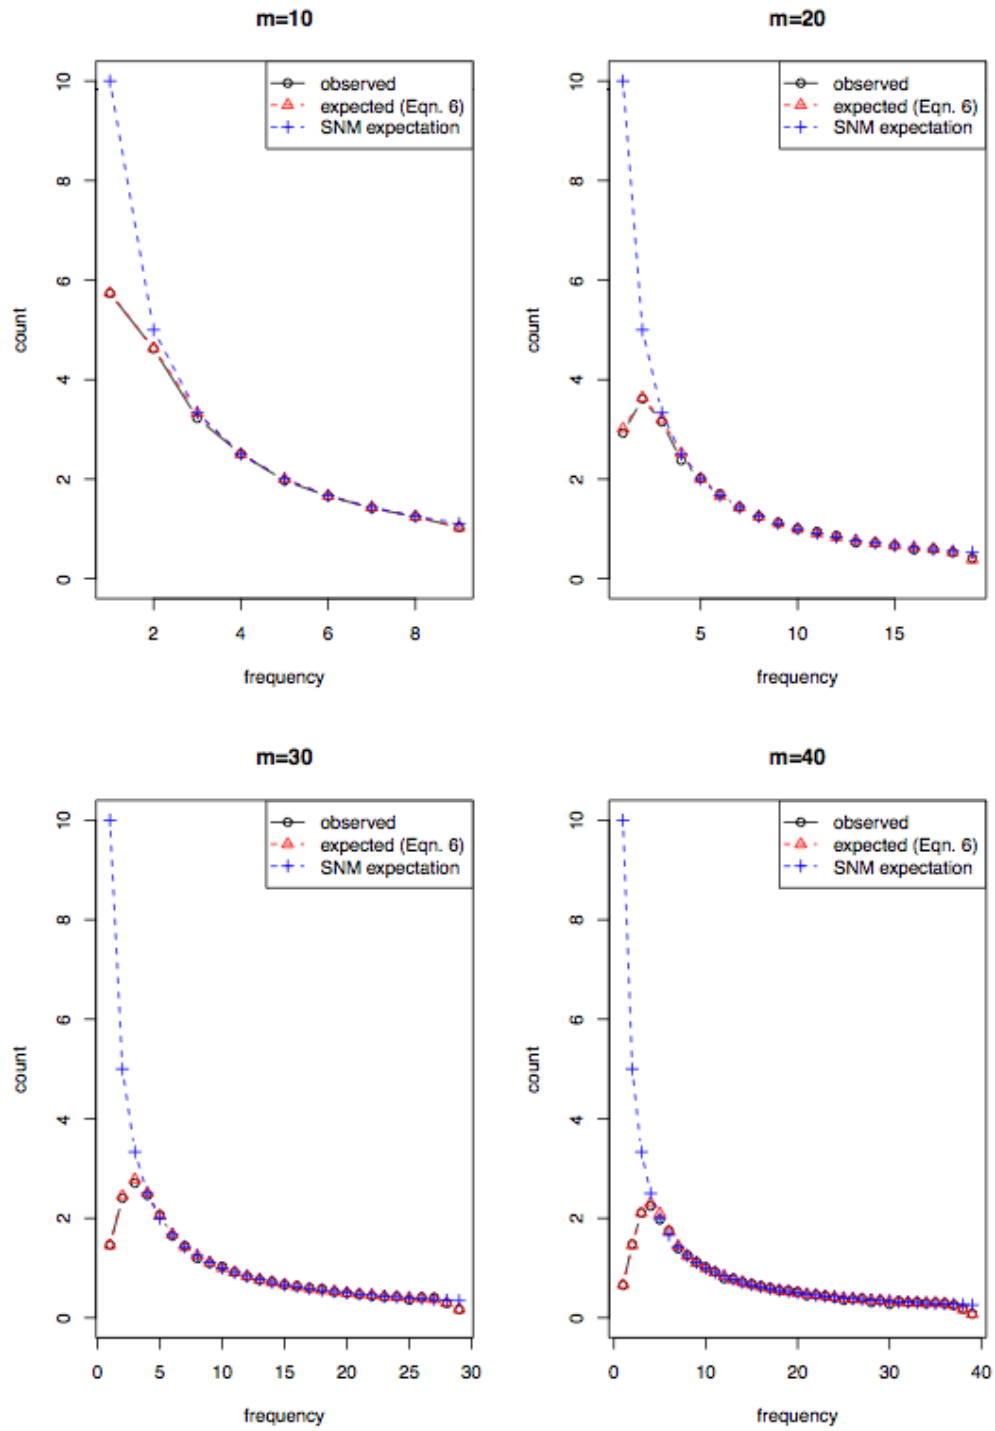 m=10
observed
expected (Eqn. 6)
SNM expectation
count
0
2
4
6
8
10
2
4
6
8
frequency
m=20
observed
expected (Eqn. 6)
SNM expectation
count
0
2
4
6
8
10
5
10
15
frequency
m=30
observed
expected (Eqn. 6)
SNM expectation
count
0
2
4
6
8
10
0
5
10
15
20
25
30
frequency
m=40
observed
expected (Eqn. 6)
SNM expectation
count
0
2
4
6
8
10
0
10
20
30
40
frequency